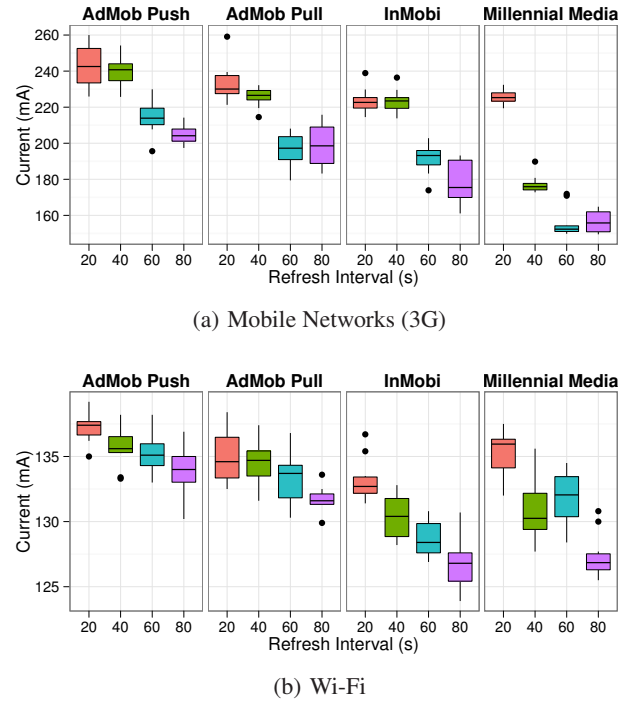 AdMob Push AdMob Pull InMobi Millennial Media
260
240
220
200
180
160
Current (mA)
20 40 60 80 20 40 60 80 20 40 60 80 20 40 60 80
Refresh Interval (s)
(a) Mobile Networks (3G)
AdMob Push AdMob Pull InMobi Millennial Media
135
130
125
Current (mA)
20 40 60 80 20 40 60 80 20 40 60 80 20 40 60 80
Refresh Interval (s)
(b) Wi-Fi